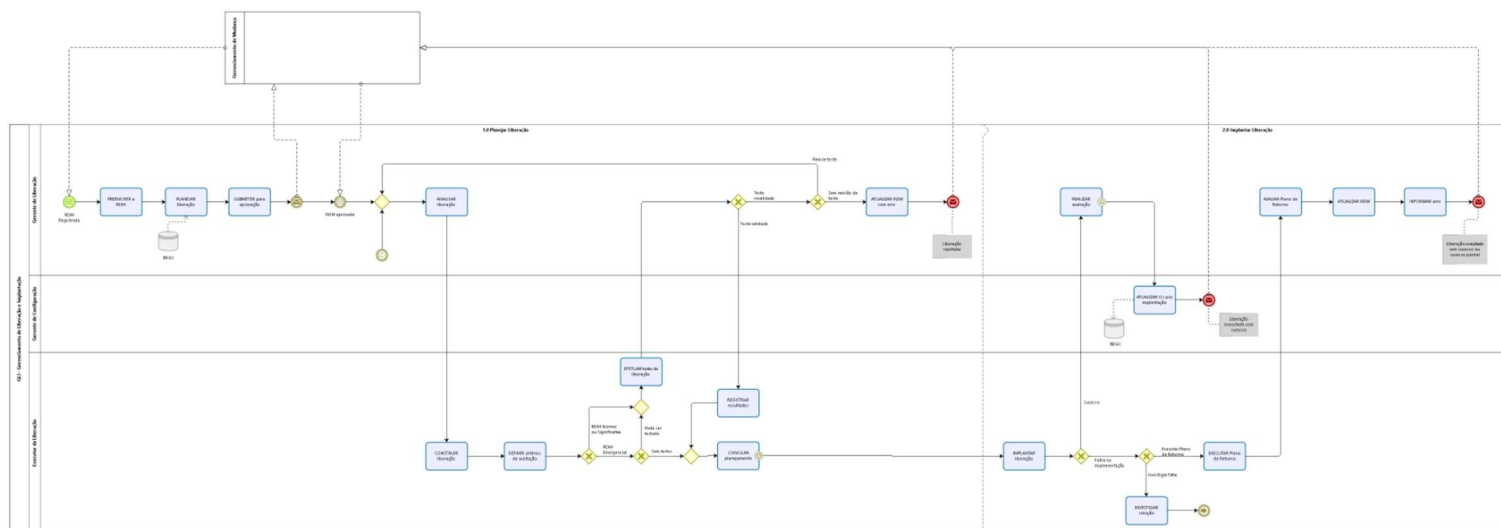 Gerenciamento de Mudança
1.0 Planejar Liberação
2.0 Implantar Liberação
GLI - Gerenciamento de Liberação e Implantação
Gerente de Liberação
RDM
Registrada
PREENCHER a
RDM
PLANEJAR
liberação
BDGC
SUBMETER para
aprovação
RDM aprovada
ANALISAR
liberação
Revisar teste
Teste
invalidado
Teste validado
Sem revisão do
teste
ATUALIZAR RDM
com erro
Liberação
rejeitada
REALIZAR
avaliação
AVALIAR Plano de
Retorno
ATUALIZAR RDM
INFORMAR erro
Liberação executada
sem sucesso ou
sucesso parcial
Gerente de Configuração
ATUALIZAR ICs pós
implantação
BDGC
Liberação
executada com
sucesso
Executor da Liberação
EFETUAR testes de
liberação
REGISTRAR
resultados
CONSTRUIR
liberação
DEFINIR critérios
de aceitação
RDM Normal
ou Significativa
RDM
Emergencial
Pode ser
testada
Sem testes
CONCLUIR
planejamento
IMPLANTAR
liberação
Sucesso
Falha na
implementação
Executar Plano
de Retorno
Investigar falha
EXECUTAR Plano
de Retorno
INVESTIGAR
solução